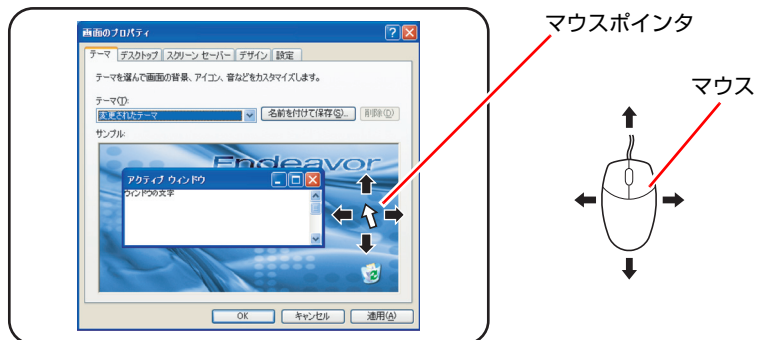 画面のプロパティ
マウスポインタ
テーマ デスクトップ スクリーン セーバー デザイン 設定
テーマを選んで画面の背景、アイコン、音などをカスタマイズします。
マウス
テーマ(T):
変更されたテーマ 名前を付けて保存(S)... 削除(D)
サンプル:
Endeavor
アクティブ ウィンドウ
ウィンドウの文字
OK キャンセル 適用(A)